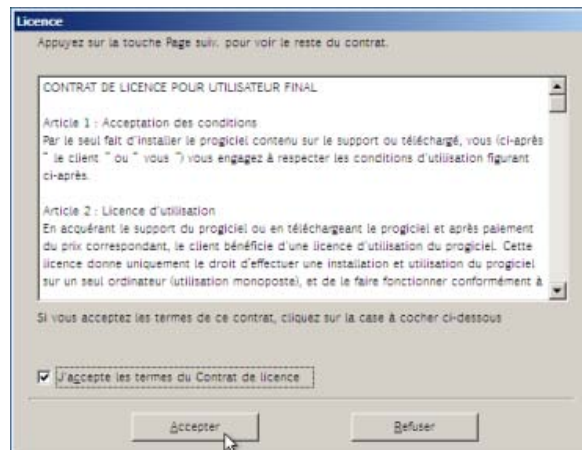 Licence
Appuyez sur la touche Page suiv. pour voir le reste du contrat.
CONTRAT DE LICENCE POUR UTILISATEUR FINAL
Article 1 : Acceptation des conditions
Par le seul fait d'installer le progiciel contenu sur le support ou téléchargé, vous (ci-après
" le client " ou " vous ") vous engagez à respecter les conditions d'utilisation figurant
ci-après.
Article 2 : Licence d'utilisation
En acquérant le support du progiciel ou en téléchargeant le progiciel et après paiement
du prix correspondant, le client bénéficie d'une licence d'utilisation du progiciel. Cette
licence donne uniquement le droit d'effectuer une installation et utilisation du progiciel
sur un seul ordinateur (utilisation monoposte), et de le faire fonctionner conformément à
Si vous acceptez les termes de ce contrat, cliquez sur la case à cocher ci-dessous
J'accepte les termes du Contrat de licence
Accepter
Refuser